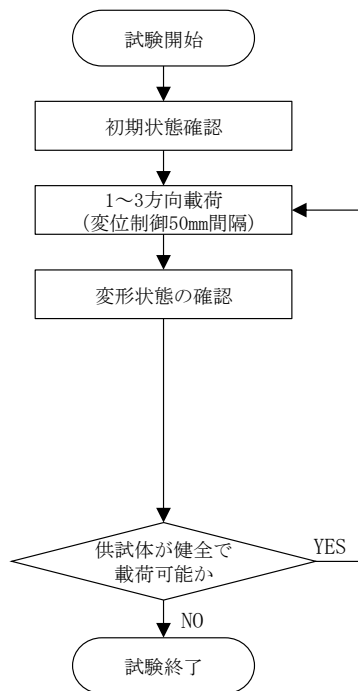 試験開始
初期状態確認
1～3方向載荷
(変位制御50mm間隔)
変形状態の確認
供試体が健全で
載荷可能か
YES
NO
試験終了